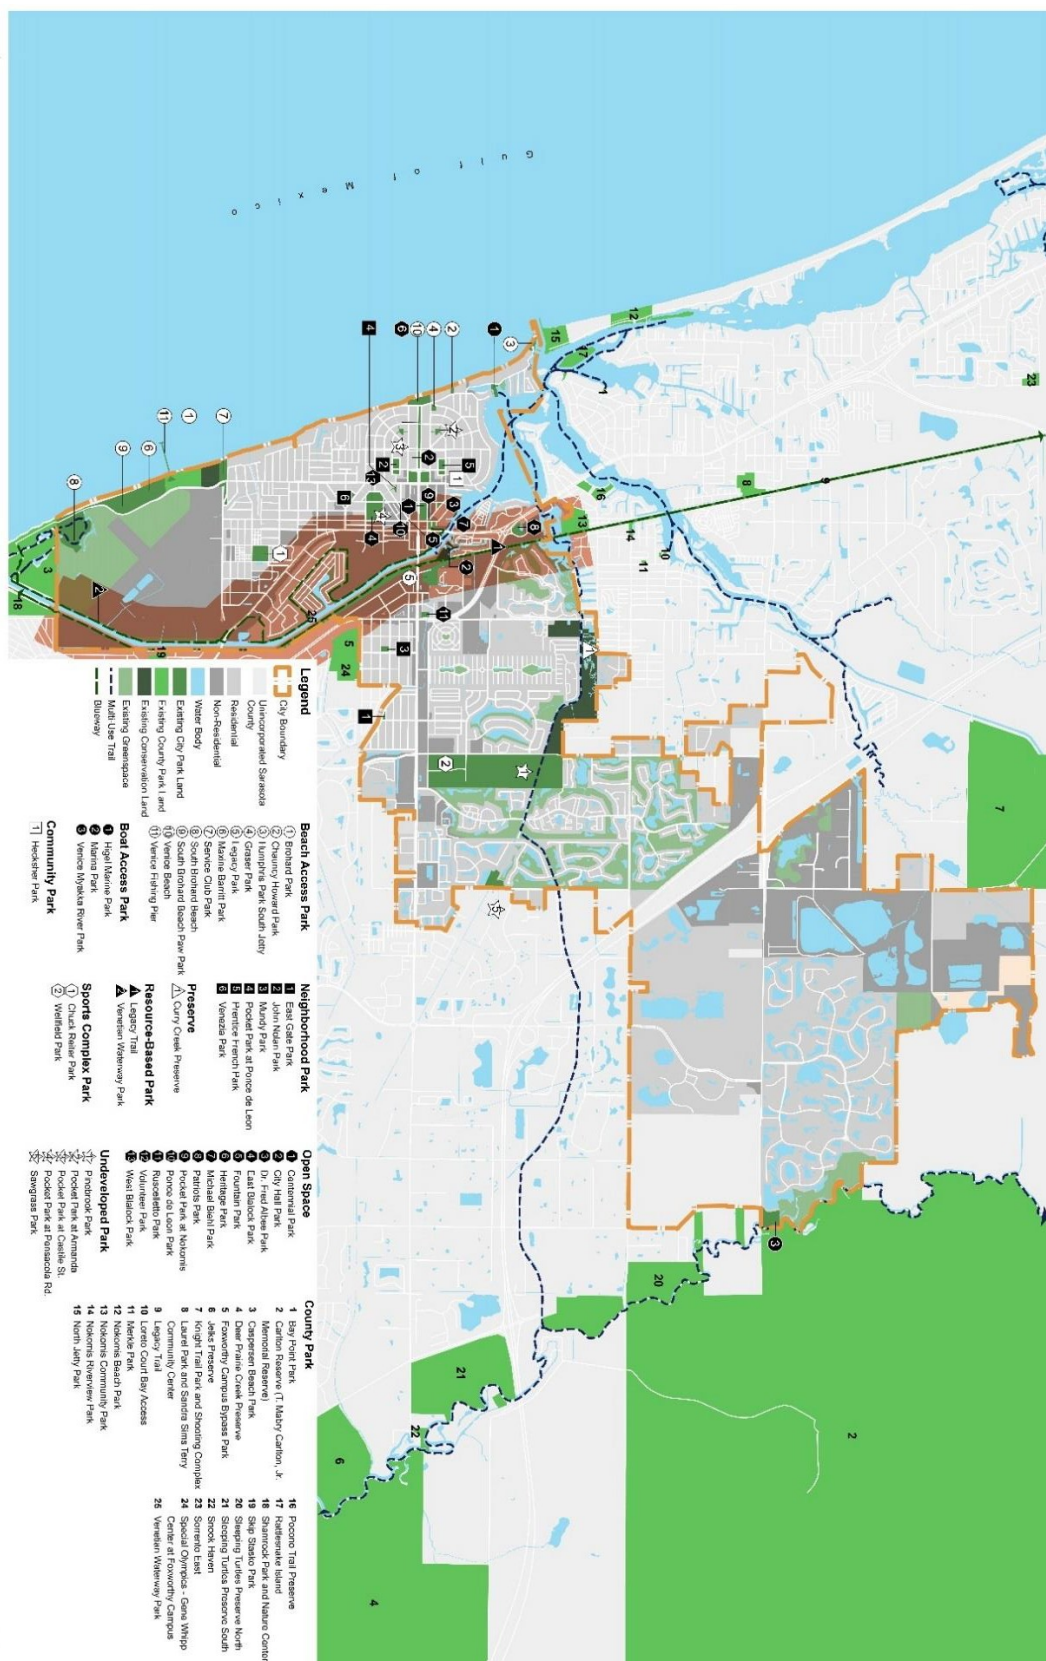 Gulf of Mexico
Legend
City Boundary
Unincorporated Sarasota
County
Residential
Non-Residential
Water Body
Existing City Park Land
Existing County Park Land
Existing Conservation Land
Existing Greenspace
Multi Use Trail
Blueway
Beach Access Park
1 Brohard Park
2 Chauncy Howard Park
3 Humphris Park South Jetty
4 Graser Park
5 Legacy Park
6 Maxine Barritt Park
7 Service Club Park
8 South Brohard Beach
9 South Brohard Beach Paw Park
10 Venice Beach
11 Venice Fishing Pier
Boat Access Park
1 Higel Marine Park
2 Marina Park
3 Venice Myakka River Park
Community Park
1 Hecksher Park
Neighborhood Park
1 East Gate Park
2 John Nolan Park
3 Mundy Park
4 Pocket Park at Ponce de Leon
5 Prentice French Park
6 Venezia Park
Preserve
1 Curry Creek Preserve
Resource-Based Park
1 Legacy Trail
2 Venetian Waterway Park
Sports Complex Park
1 Chuck Reiter Park
2 Wellfield Park
Open Space
1 Centennial Park
2 City Hall Park
3 Dr. Fred Albee Park
4 East Blalock Park
5 Fountain Park
6 Heritage Park
7 Michael Biehl Park
8 Patriots Park
9 Pocket Park at Nokomis
10 Ponce de Leon Park
11 Ruscelletto Park
12 Volunteer Park
13 West Blalock Park
Undeveloped Park
1 Pinebrook Park
2 Pocket Park at Armanda
3 Pocket Park at Castile St.
4 Pocket Park at Pensacola Rd.
5 Sawgrass Park
County Park
1 Bay Point Park
2 Carlton Reserve (T. Mabry Carlton, Jr.
Memorial Reserve)
3 Caspersen Beach Park
4 Deer Prairie Creek Preserve
5 Foxworthy Campus Bypass Park
6 Jelks Preserve
7 Knight Trail Park and Shooting Complex
8 Laurel Park and Sandra Sims Terry
Community Center
9 Legacy Trail
10 Loreto Court Bay Access
11 Merkle Park
12 Nokomis Beach Park
13 Nokomis Community Park
14 Nokomis Riverview Park
15 North Jetty Park
16 Pocono Trail Preserve
17 Rattlesnake Island
18 Shamrock Park and Nature Center
19 Skip Stasko Park
20 Sleeping Turtles Preserve North
21 Sleeping Turtles Preserve South
22 Snook Haven
23 Sorrento East
24 Special Olympics - Gene Whipp
Center at Foxworthy Campus
25 Venetian Waterway Park